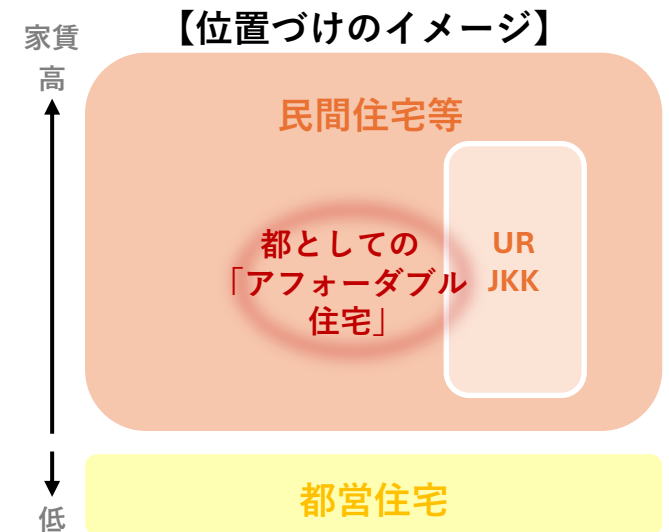 【位置づけのイメージ】
家賃
高
民間住宅等
都としての
「アフォーダブル
住宅」
UR
JKK
都営住宅
低